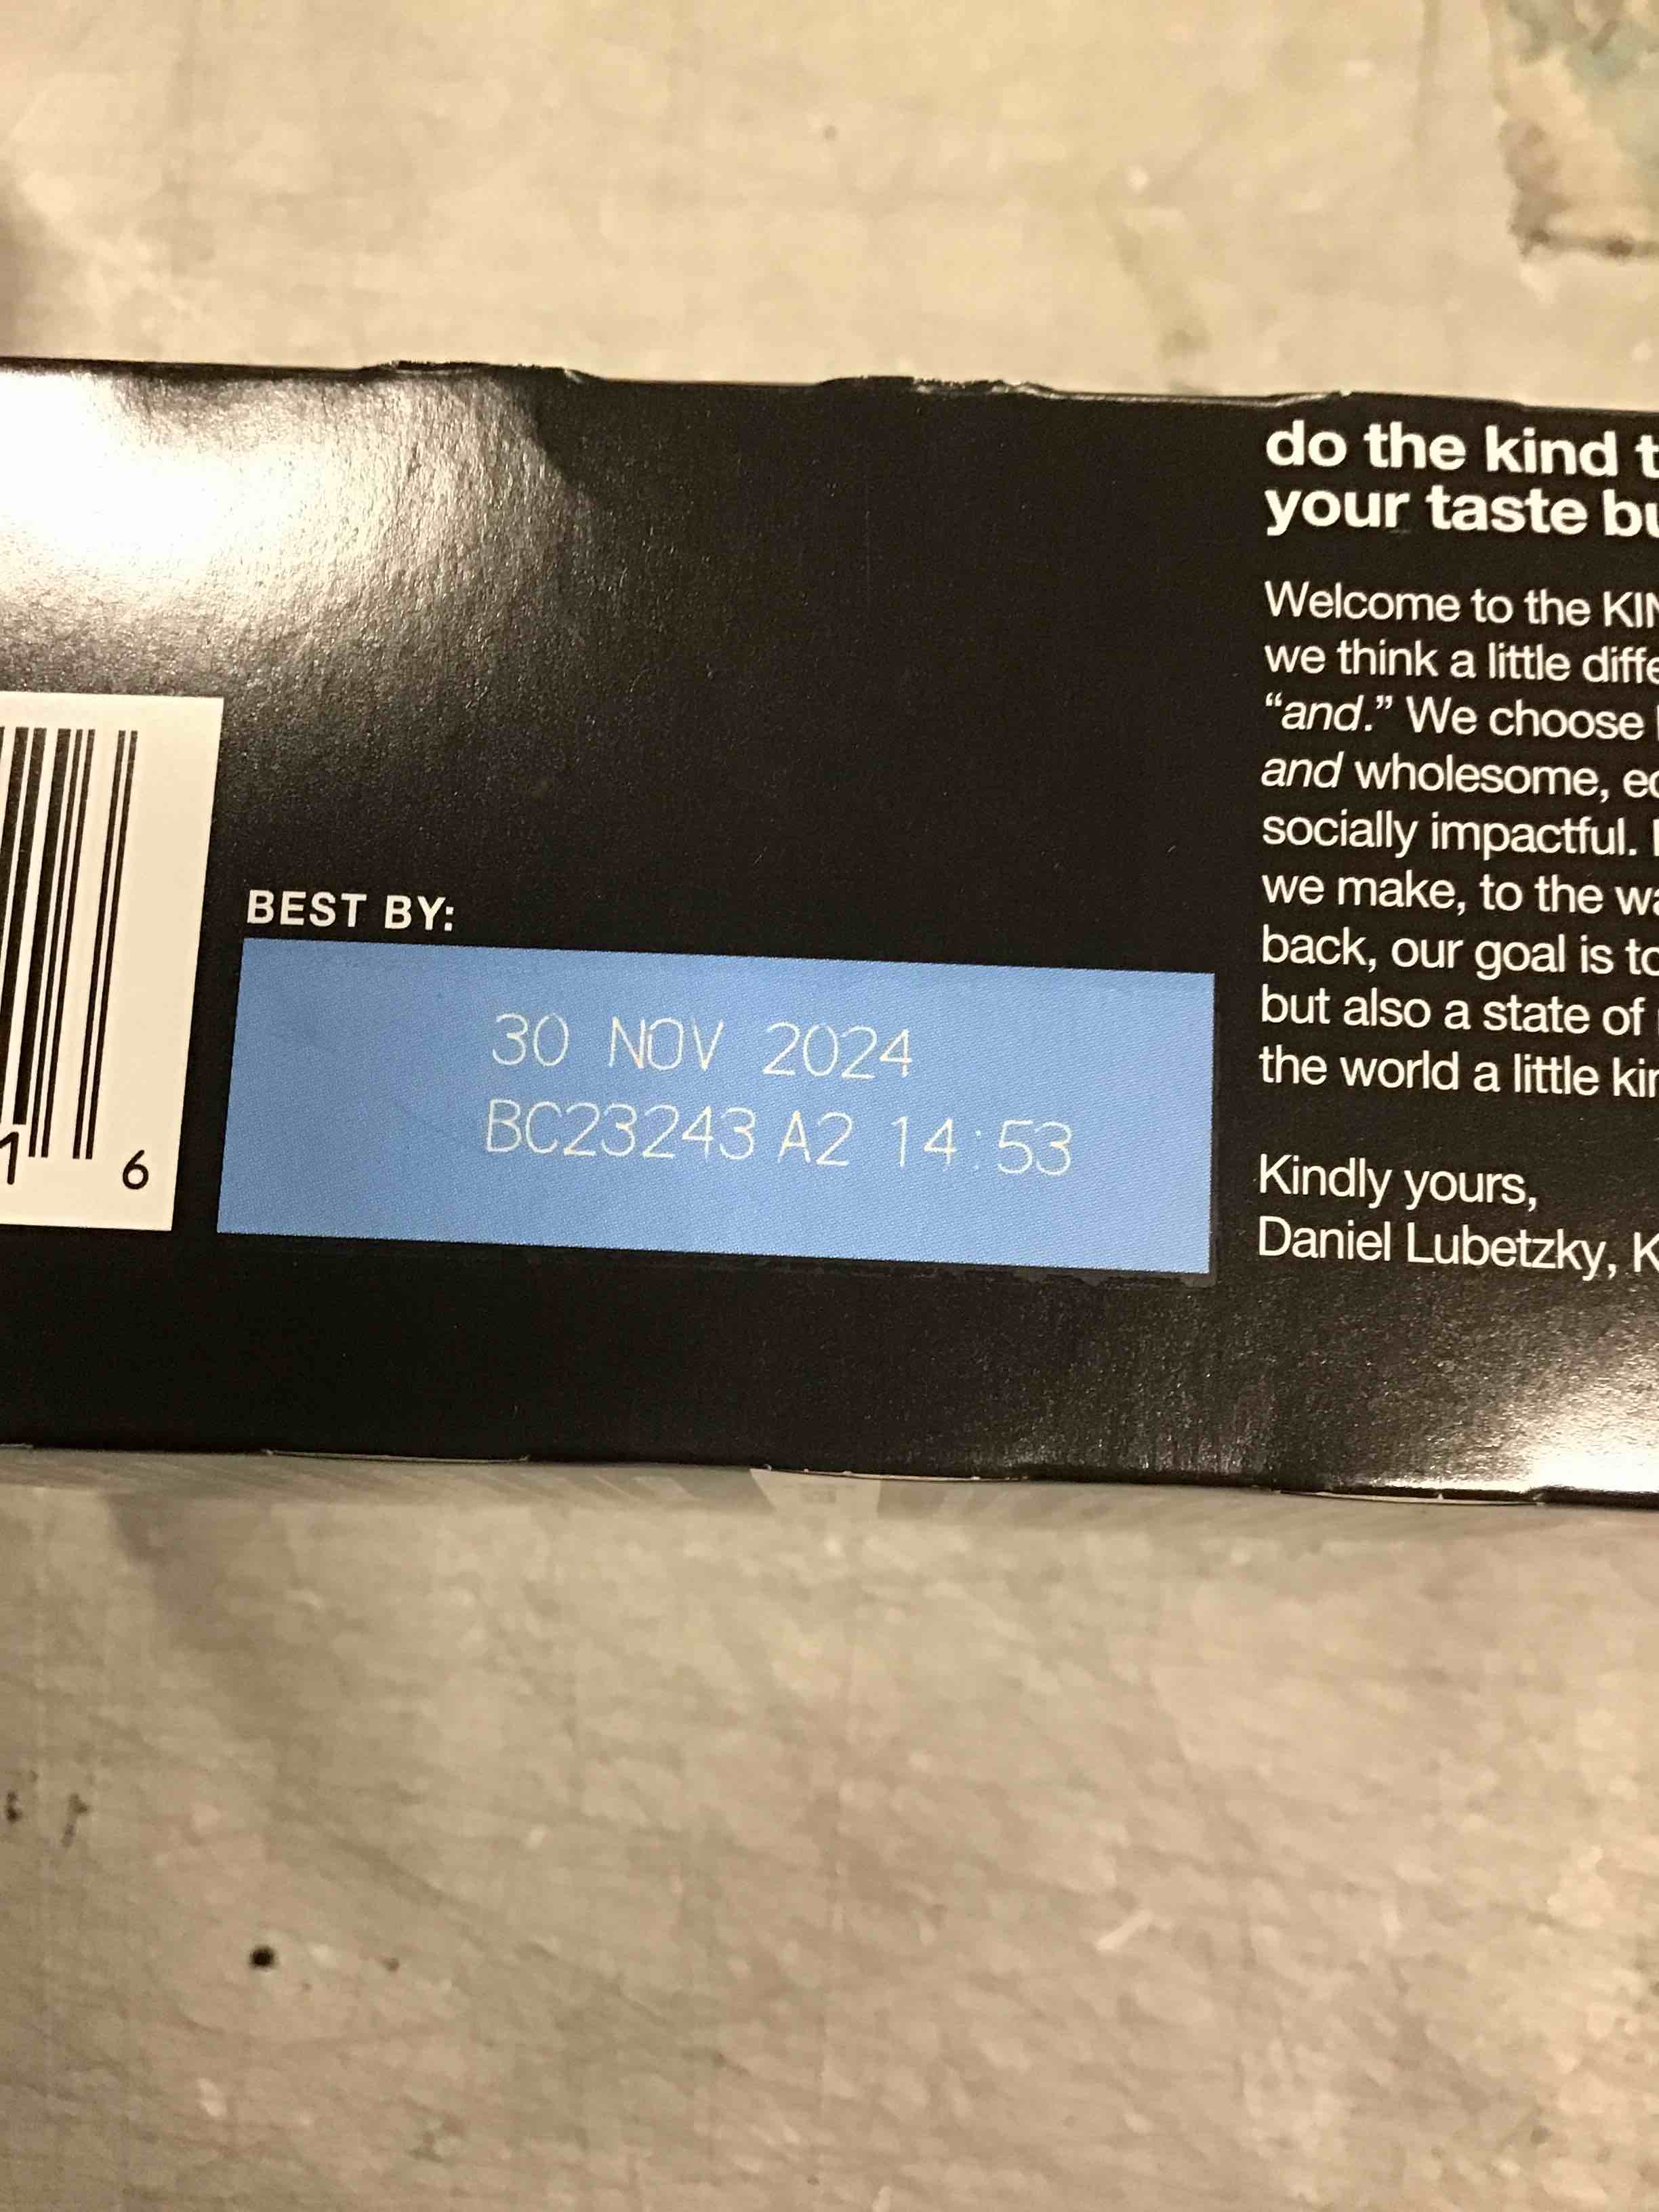 do the kind
your taste
Welcome to the
we think a little
“and.” We choose
and wholesome,
socially impactful.
we make, to the
back, our goal is
but also a state of
the world a little
Kindly yours,
Daniel Lubetzky,
BEST BY:
30 NOV 2024
BC23243 A2 14:53
1 6